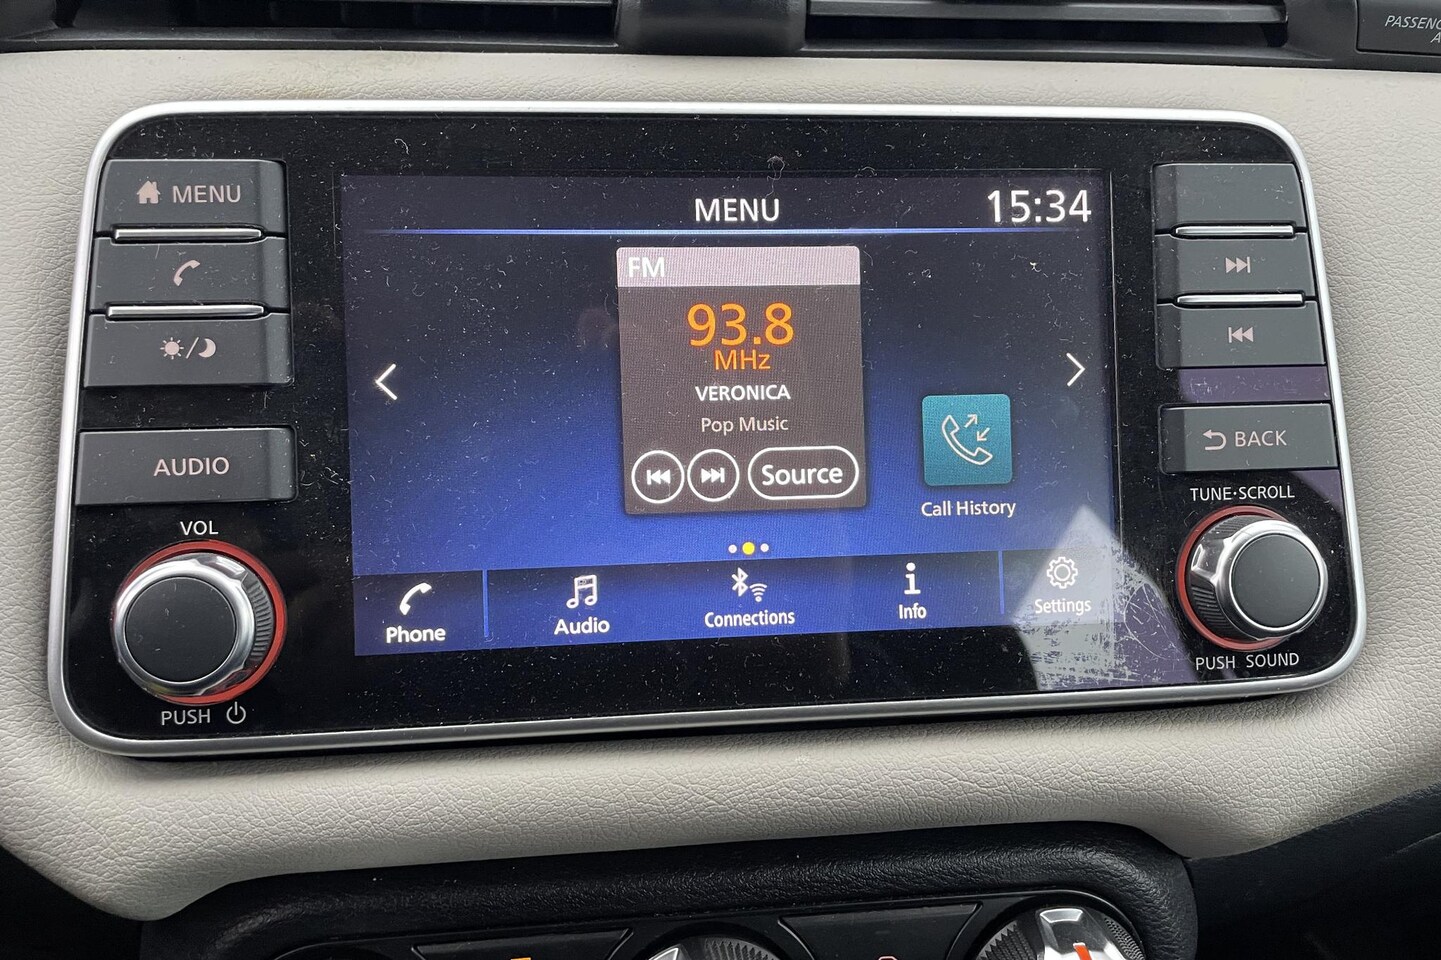 PASSENG
MENU
AUDIO
VOL
PUSH
MENU
15:34
FM
93.8
MHz
VERONICA
Pop Music
Source
Call History
Phone
Audio
Connections
Info
Settings
BACK
TUNE·SCROLL
PUSH SOUND